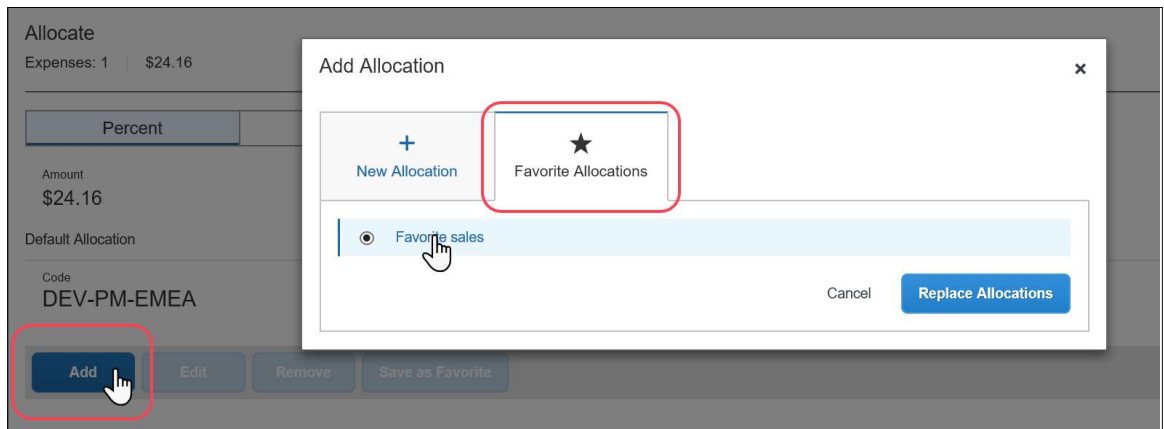 Allocate
Expenses: 1 $24.16
Percent
Amount
$24.16
Default Allocation
Code
DEV-PM-EMEA
Add Edit Remove Save as Favorite
Add Allocation ×
+ ★
New Allocation Favorite Allocations
Favorite sales
Cancel Replace Allocations